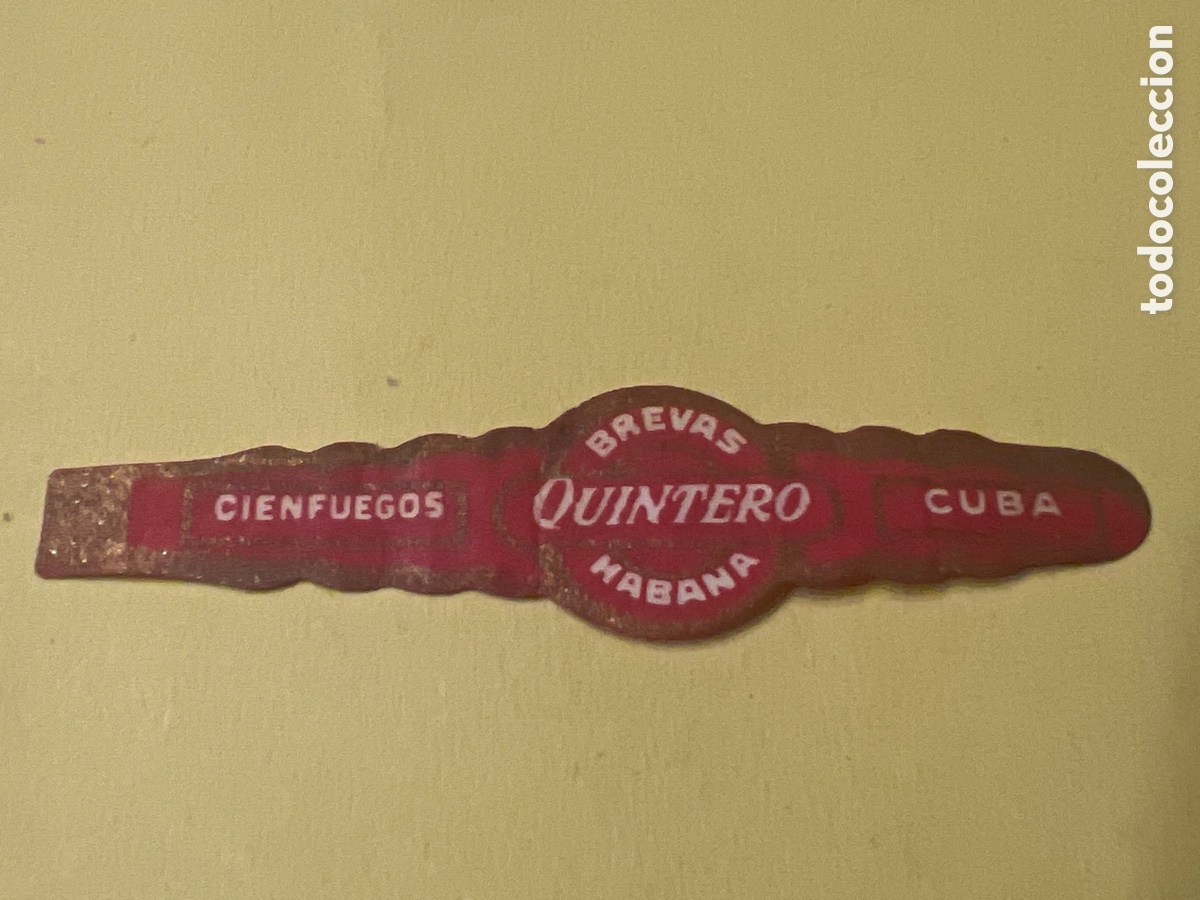 CIENFUEGOS
BREVAS
QUINTERO
HABANA
CUBA
todocoleccion